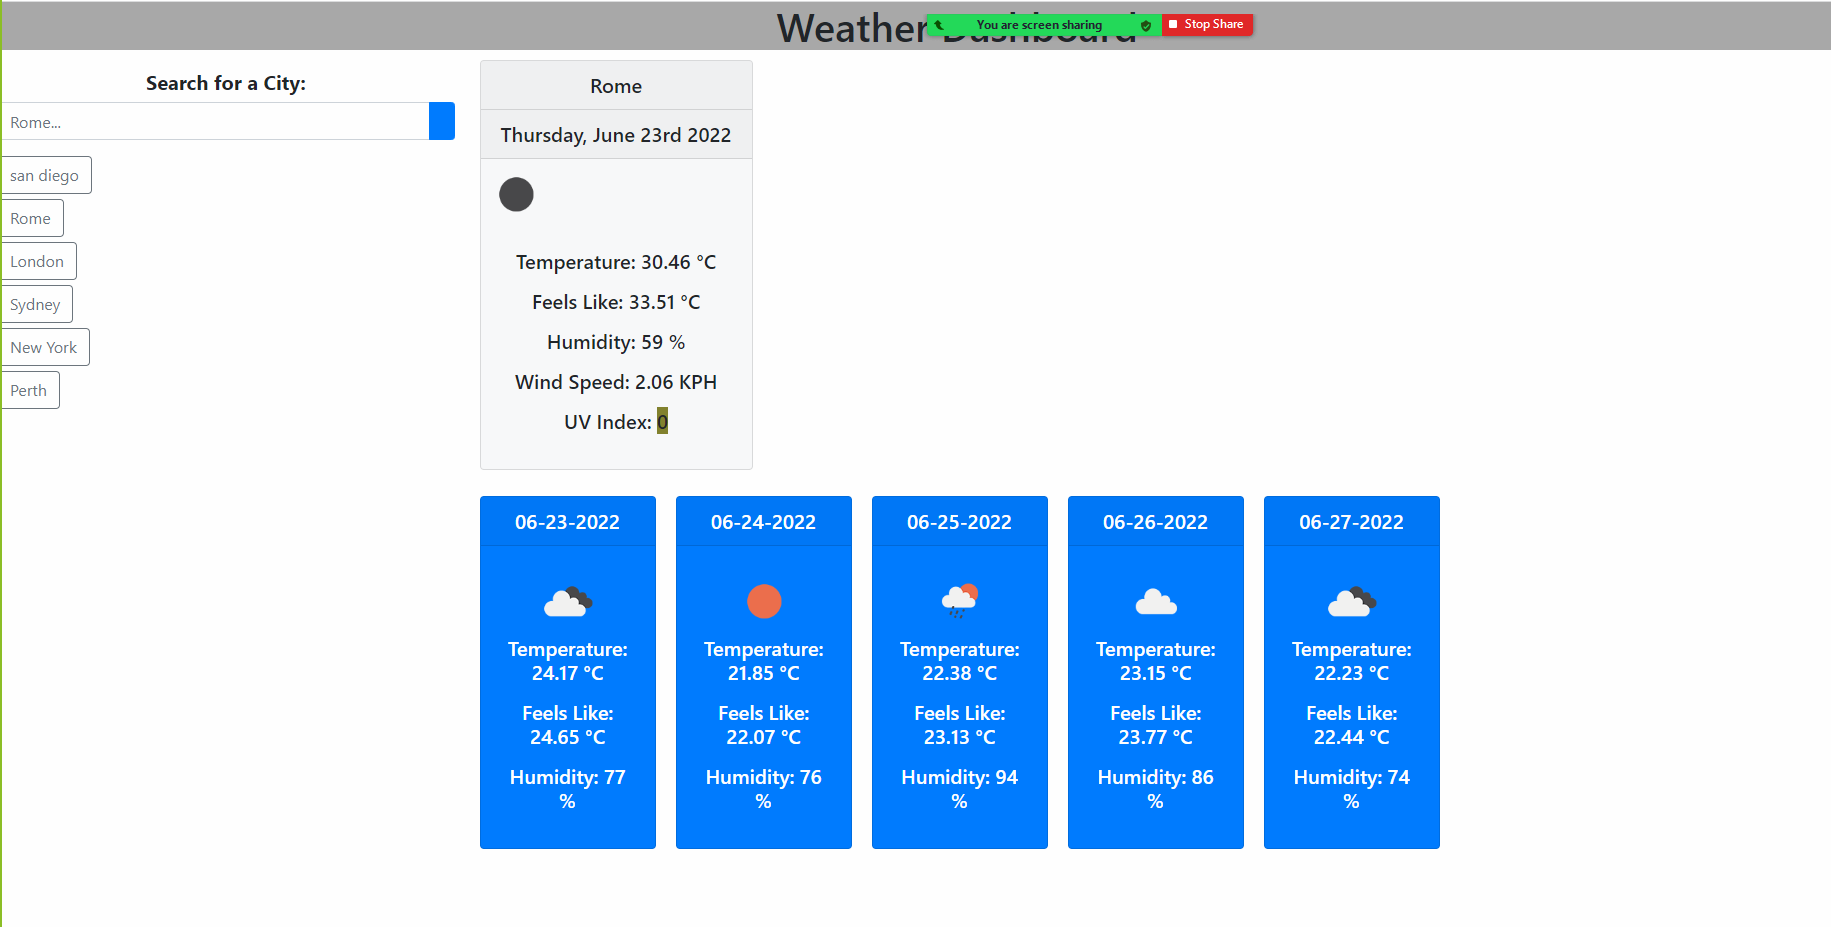 Weather
You are screen sharing
Stop Share
Search for a City:
Rome...
san diego
Rome
London
Sydney
New York
Perth
Rome
Thursday, June 23rd 2022
Temperature: 30.46 °C
Feels Like: 33.51 °C
Humidity: 59 %
Wind Speed: 2.06 KPH
UV Index: 0
06-23-2022
Temperature:
24.17 °C
Feels Like:
24.65 °C
Humidity: 77
%
06-24-2022
Temperature:
21.85 °C
Feels Like:
22.07 °C
Humidity: 76
%
06-25-2022
Temperature:
22.38 °C
Feels Like:
23.13 °C
Humidity: 94
%
06-26-2022
Temperature:
23.15 °C
Feels Like:
23.77 °C
Humidity: 86
%
06-27-2022
Temperature:
22.23 °C
Feels Like:
22.44 °C
Humidity: 74
%